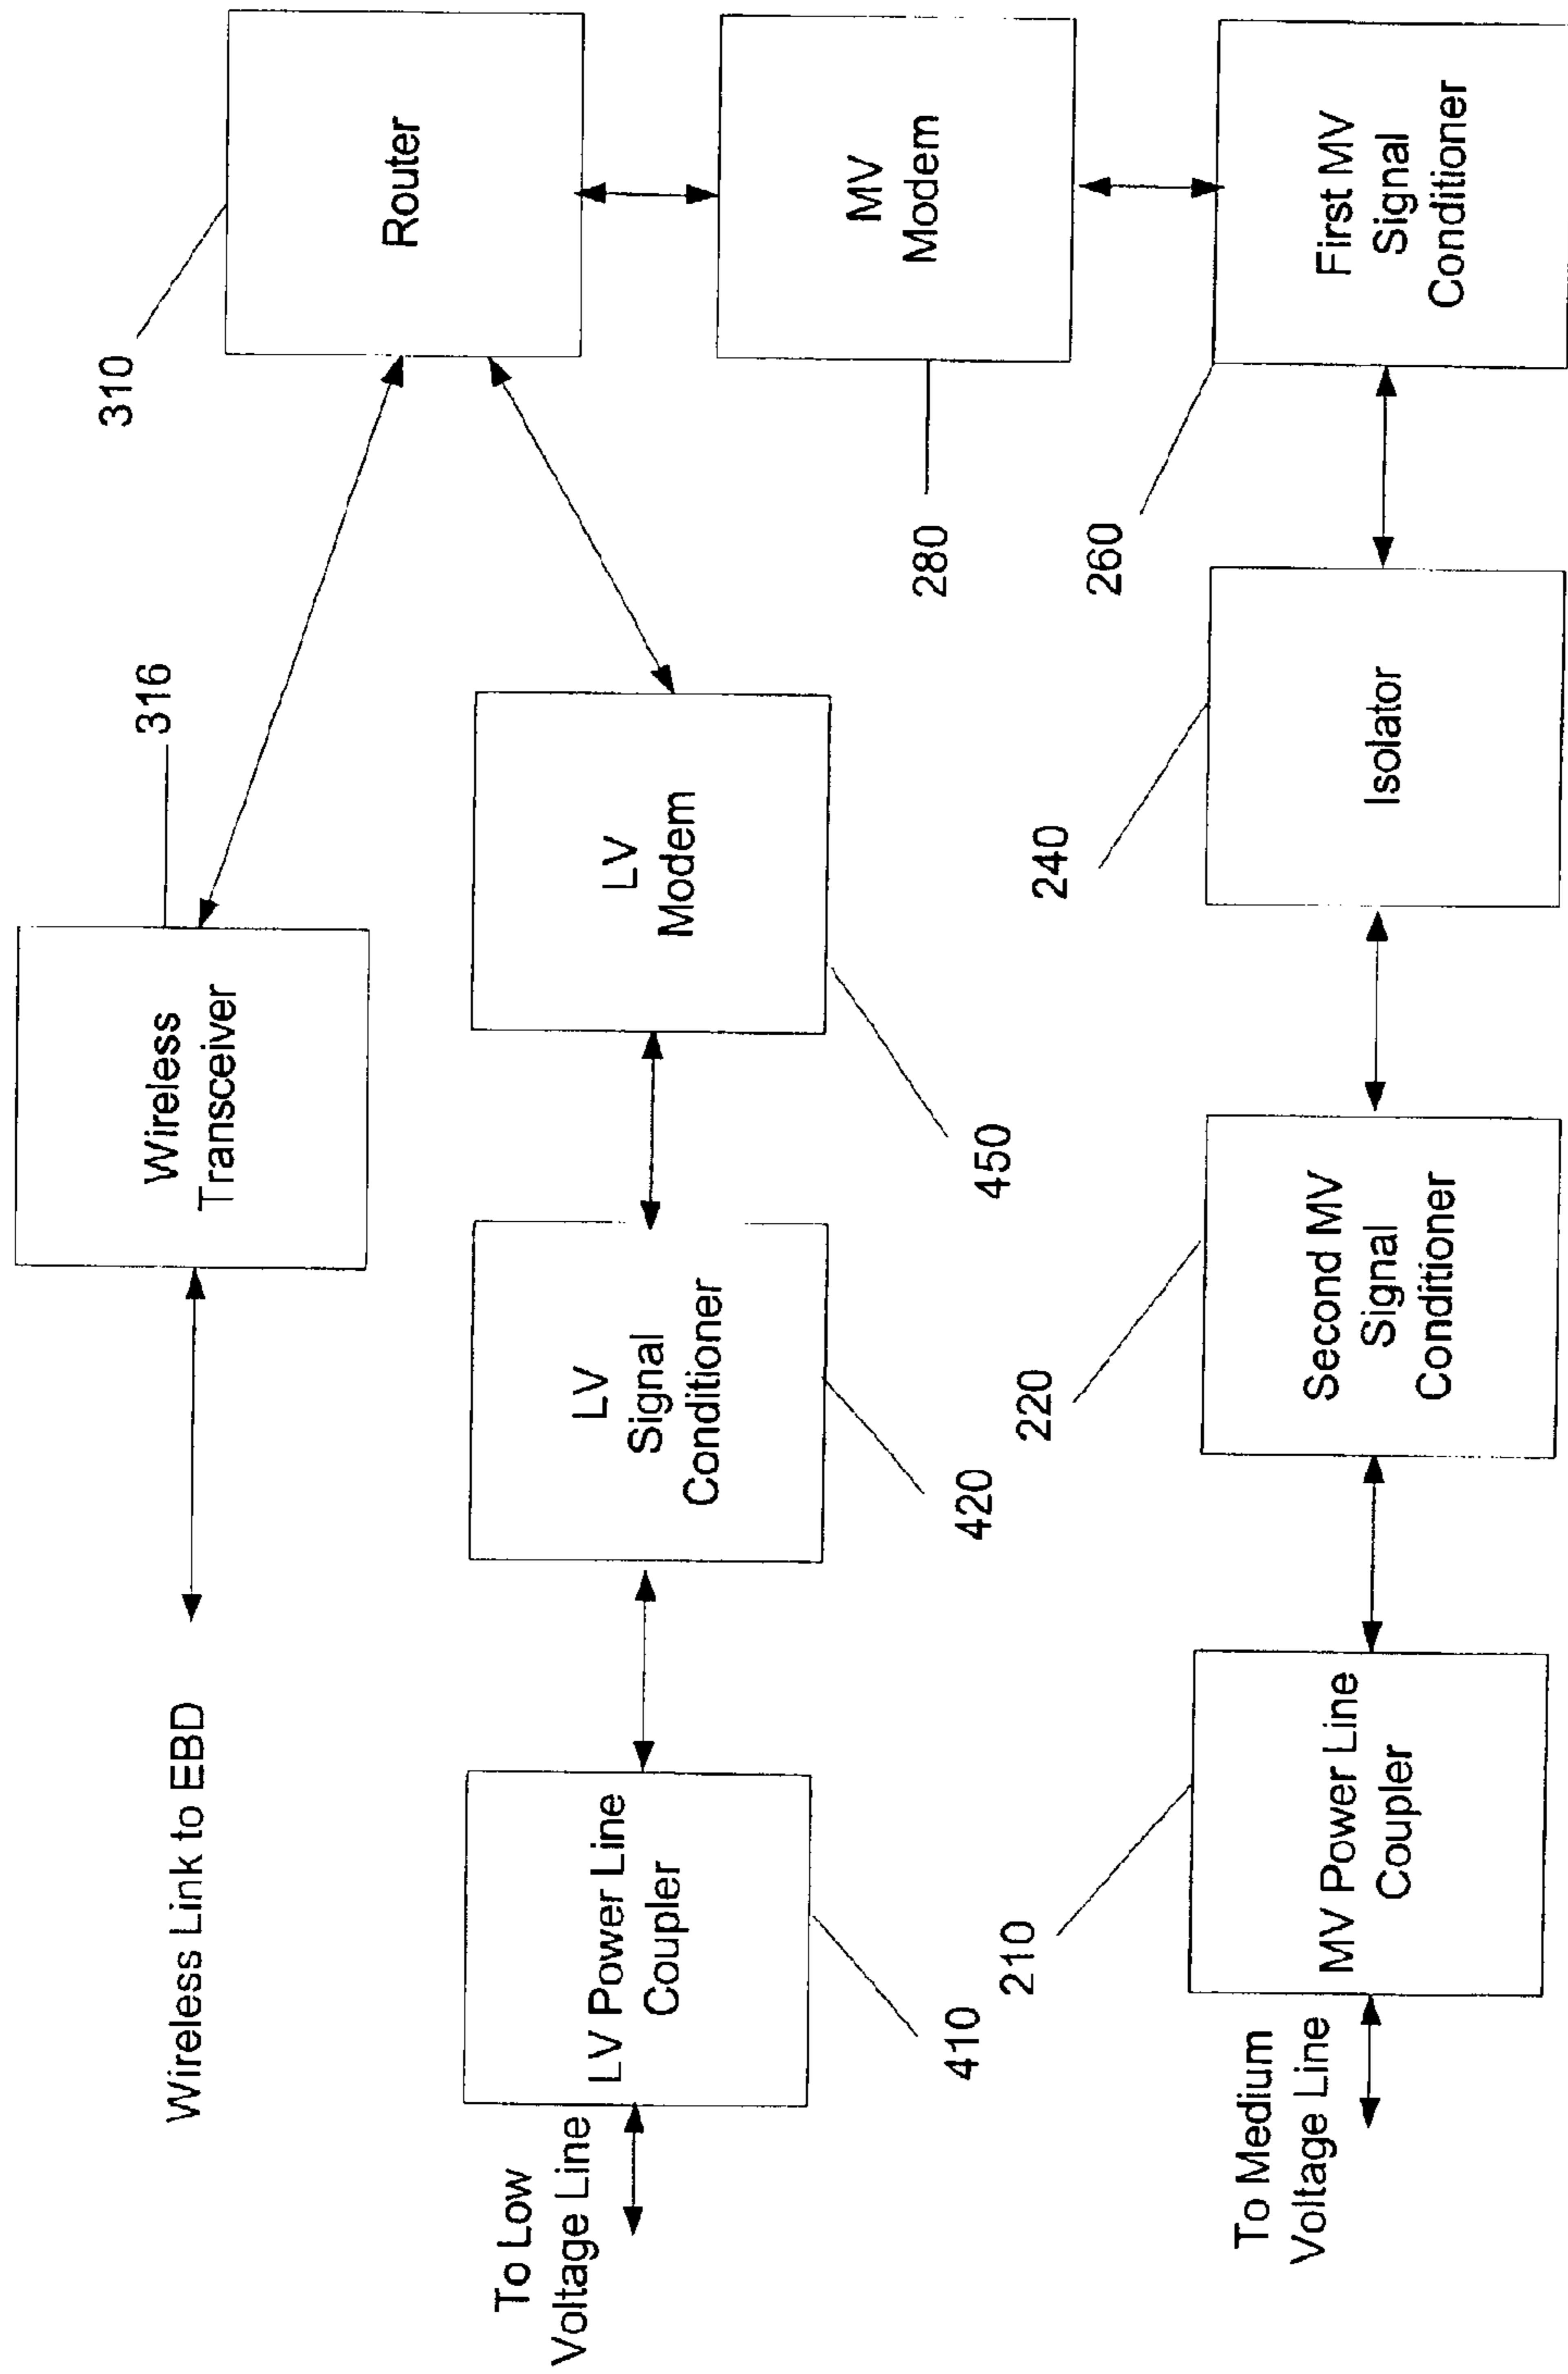 Wireless Link to EBD
Wireless
Transceiver
316
310
Router
To Low
Voltage Line
LV Power Line
Coupler
410
LV
Signal
Conditioner
420
LV
Modem
450
MV
Modem
280
To Medium
Voltage Line
MV Power Line
Coupler
210
Second MV
Signal
Conditioner
220
Isolator
240
First MV
Signal
Conditioner
260